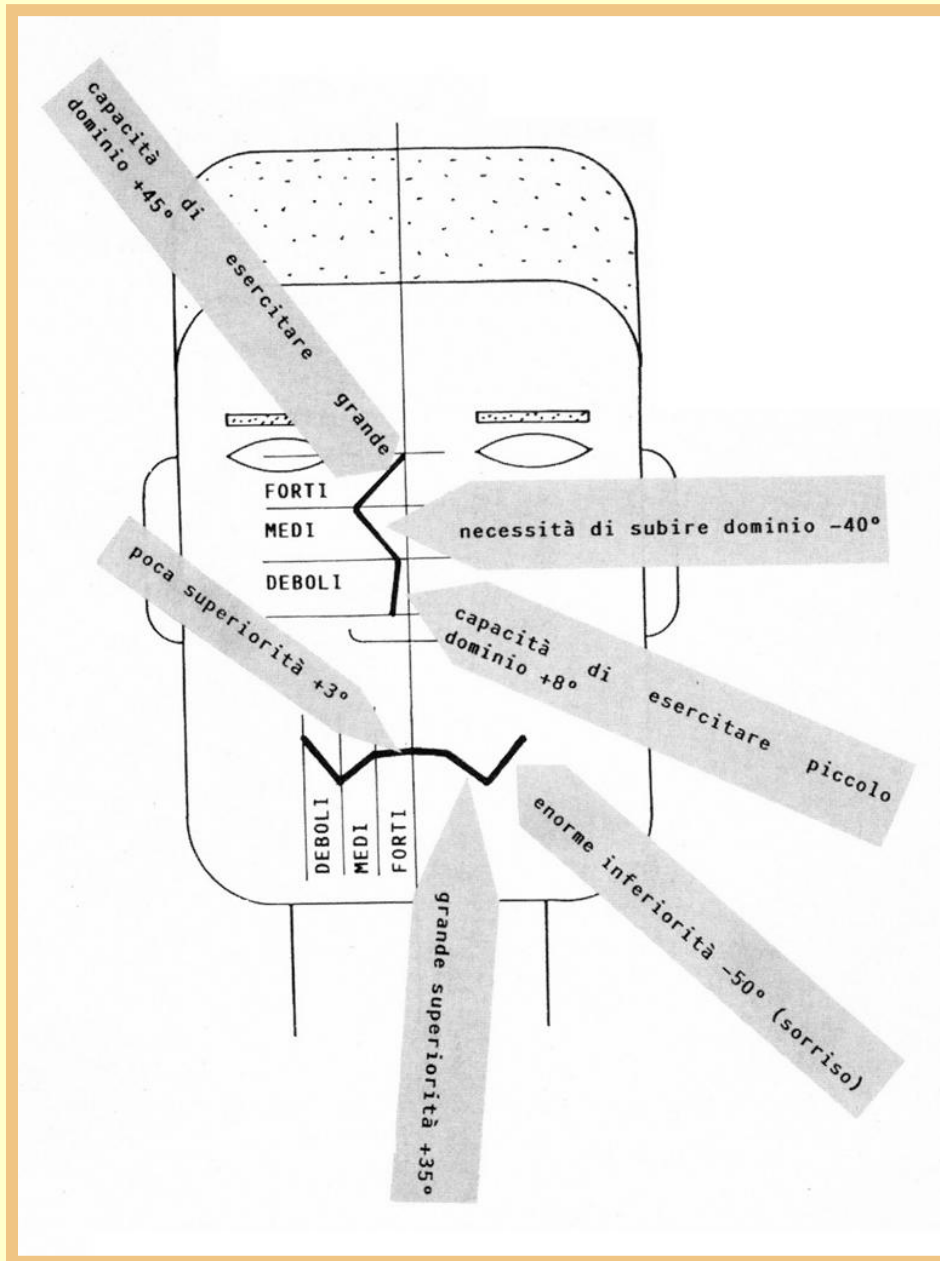 capacità di esercitare grande
dominio +45°
FORTI
MEDI
DEBOLI
necessità di subire dominio -40°
poca superiorità +3°
capacità di esercitare piccolo
dominio +8°
DEBOLI
MEDI
FORTI
enorme inferiorità -50° (sorriso)
grande superiorità +35°